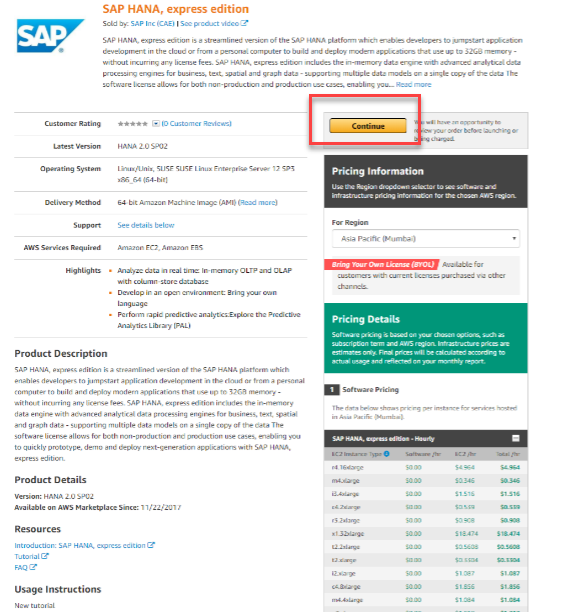 SAP
SAP HANA, express edition
Sold by: SAP Inc (CAE) | See product video
SAP HANA, express edition is a streamlined version of the SAP HANA platform which enables developers to jumpstart application
development in the cloud or from a personal computer to build and deploy modern applications that use up to 32GB memory -
without incurring any license fees. SAP HANA, express edition includes the in-memory data engine with advanced analytical data
processing engines for business, text, spatial and graph data - supporting multiple data models on a single copy of the data The
software license allows for both non-production and production use cases, enabling you... Read more
Customer Rating ★★★★★ (0 Customer Reviews)
Latest Version HANA 2.0 SP02
Operating System Linux/Unix, SUSE SUSE Linux Enterprise Server 12 SP3
x86_64 (64-bit)
Delivery Method 64-bit Amazon Machine Image (AMI) (Read more)
Support See details below
AWS Services Required Amazon EC2, Amazon EBS
Highlights • Analyze data in real time: In-memory OLTP and OLAP
with column-store database
• Develop in an open environment: Bring your own
language
• Perform rapid predictive analytics:Explore the Predictive
Analytics Library (PAL)
Product Description
SAP HANA, express edition is a streamlined version of the SAP HANA platform which
enables developers to jumpstart application development in the cloud or from a personal
computer to build and deploy modern applications that use up to 32GB memory -
without incurring any license fees. SAP HANA, express edition includes the in-memory
data engine with advanced analytical data processing engines for business, text, spatial
and graph data - supporting multiple data models on a single copy of the data The
software license allows for both non-production and production use cases, enabling you
to quickly prototype, demo and deploy next-generation applications with SAP HANA,
express edition.
Product Details
Version: HANA 2.0 SP02
Available on AWS Marketplace Since: 11/22/2017
Resources
Introduction: SAP HANA, express edition
Tutorial
FAQ
Usage Instructions
New tutorial
Continue
You will have an opportunity to
review your order before launching or
being charged.
Pricing Information
Use the Region dropdown selector to see software and
infrastructure pricing information for the chosen AWS region.
For Region
Asia Pacific (Mumbai)
Bring Your Own License (BYOL) Available for
customers with current licenses purchased via other
channels.
Pricing Details
Software pricing is based on your chosen options, such as
subscription term and AWS region. Infrastructure prices are
estimates only. Final prices will be calculated according to
actual usage and reflected on your monthly report.
1 Software Pricing
The data below shows pricing per instance for services hosted
in Asia Pacific (Mumbai).
SAP HANA, express edition - Hourly
EC2 Instance Type Software /hr EC2 /hr Total /hr
r4.16xlarge $0.00 $4.964 $4.964
m4.xlarge $0.00 $0.346 $0.346
i3.4xlarge $0.00 $1.516 $1.516
$0.00 $0.539 $0.539
r3.2xlarge $0.00 $0.908 $0.908
x1.32xlarge $0.00 $18.474 $18.474
t2.2xlarge $0.00 $0.5608 $0.5608
t2.xlarge $0.00 $0.3304 $0.3304
i2.xlarge $0.00 $1.087 $1.087
c4.8xlarge $0.00 $1.856 $1.856
m4.4xlarge $0.00 $1.084 $1.084